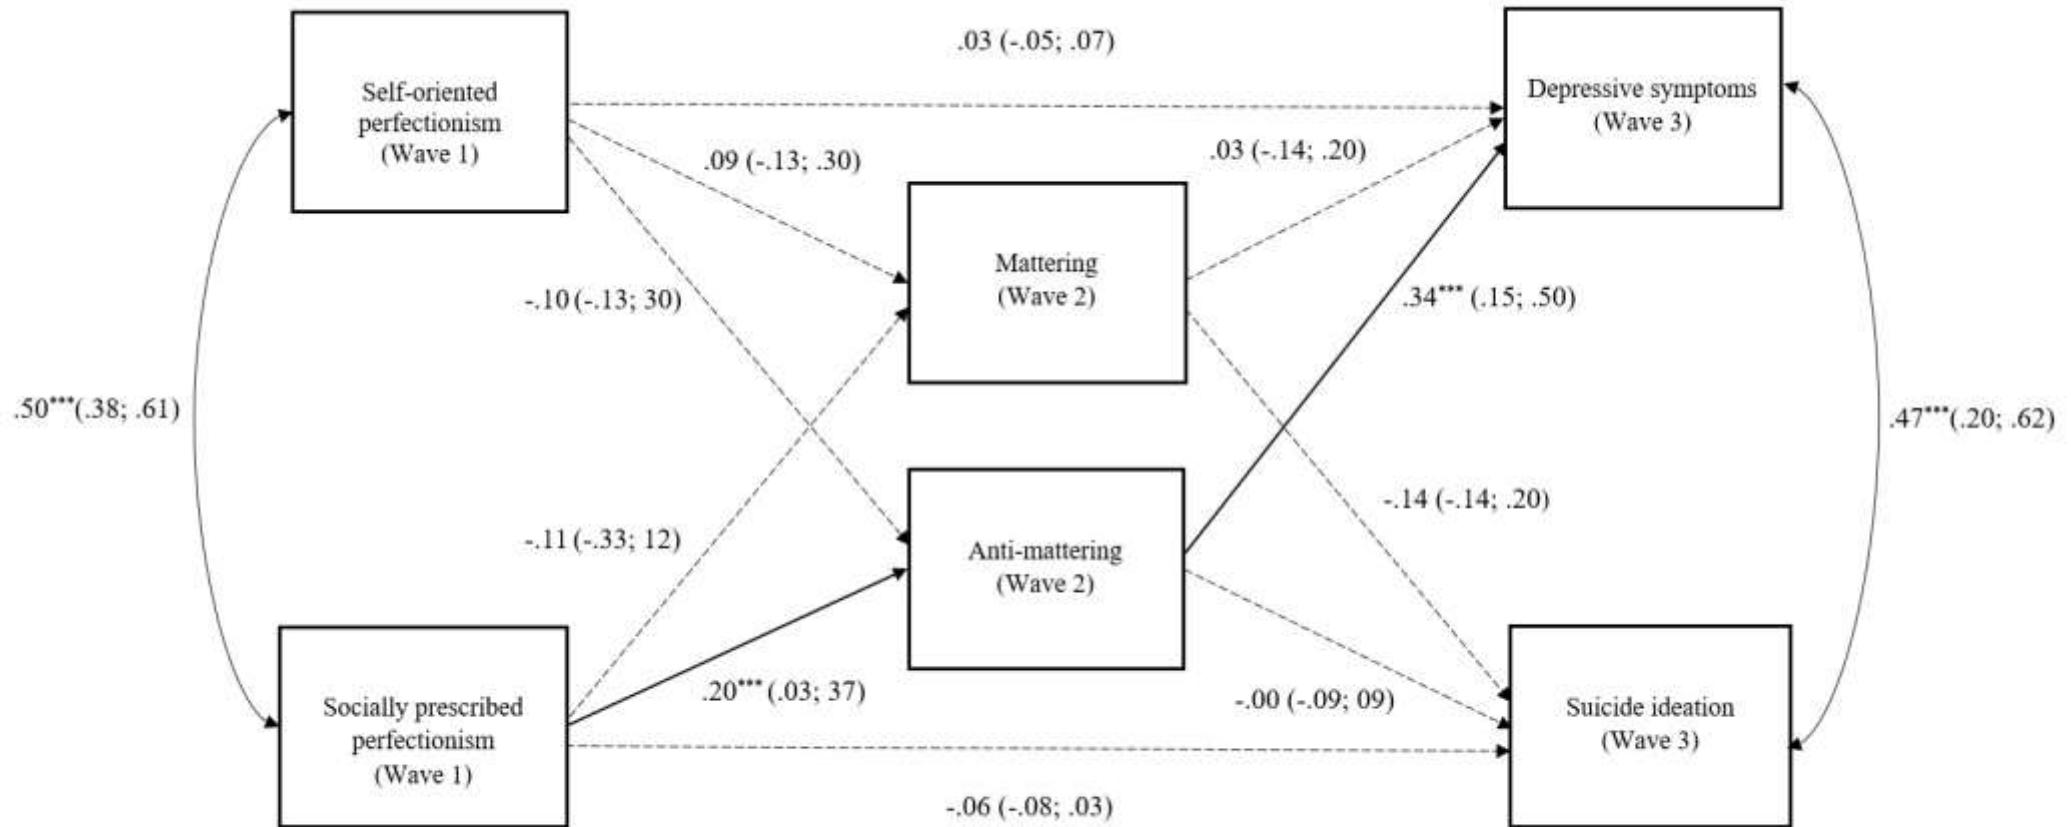 .03 (-.05; .07)
Self-oriented
perfectionism
(Wave 1)
Depressive symptoms
(Wave 3)
.09 (-.13; .30)
.03 (-.14; .20)
Mattering
(Wave 2)
-.10 (-.13; 30)
.34*** (.15; .50)
.50***(.38; .61)
.47***(.20; .62)
-.14 (-.14; .20)
-.11 (-.33; 12)
Anti-mattering
(Wave 2)
.20*** (.03; 37)
-.00 (-.09; 09)
Socially prescribed
perfectionism
(Wave 1)
Suicide ideation
(Wave 3)
-.06 (-.08; .03)